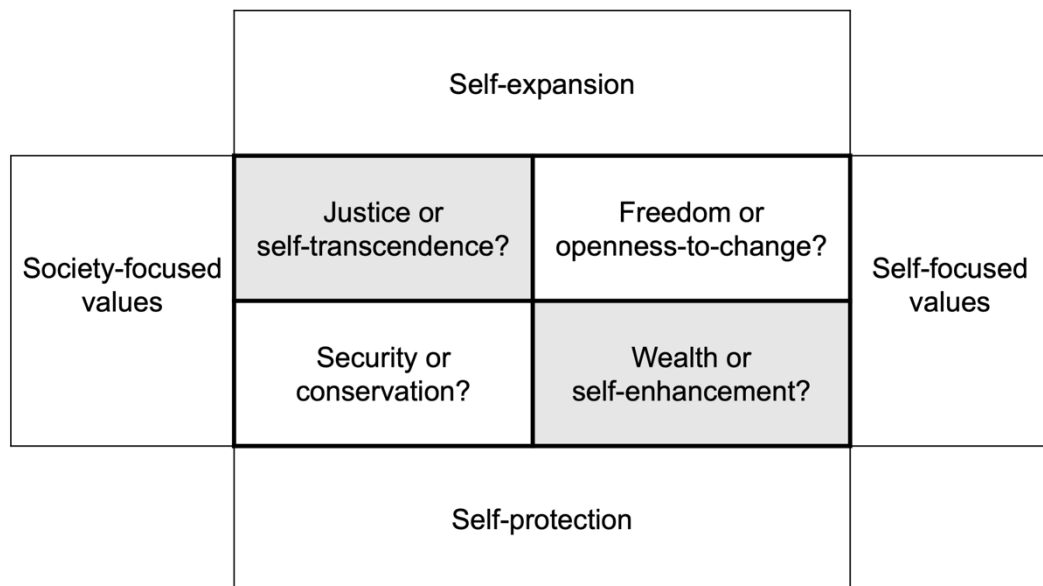 Self-expansion
Justice or
self-transcendence?
Freedom or
openness-to-change?
Society-focused
values
Self-focused
values
Security or
conservation?
Wealth or
self-enhancement?
Self-protection